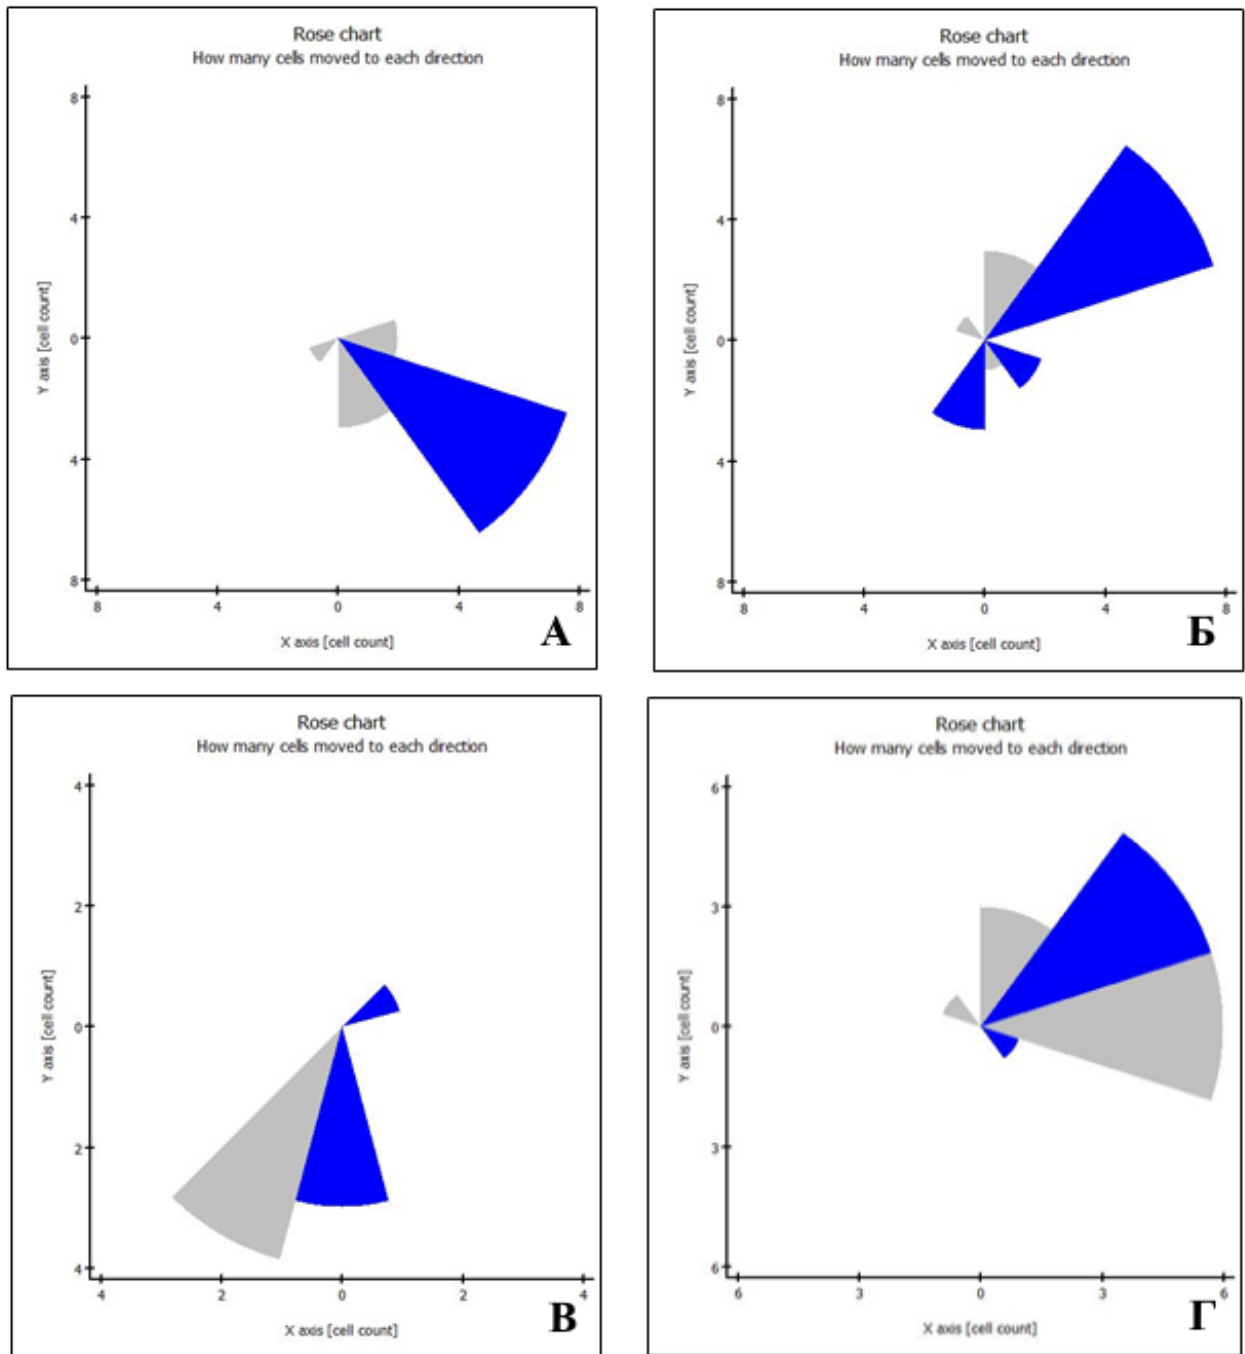 Rose chart
How many cells moved to each direction
8
4
0
4
8
Y axis [cell count]
8 4 0 4 8
X axis [cell count]
А
Rose chart
How many cells moved to each direction
8
4
0
4
8
Y axis [cell count]
8 4 0 4 8
X axis [cell count]
Б
Rose chart
How many cells moved to each direction
4
2
0
2
4
Y axis [cell count]
4 2 0 2 4
X axis [cell count]
В
Rose chart
How many cells moved to each direction
6
3
0
3
6
Y axis [cell count]
6 3 0 3 6
X axis [cell count]
Г